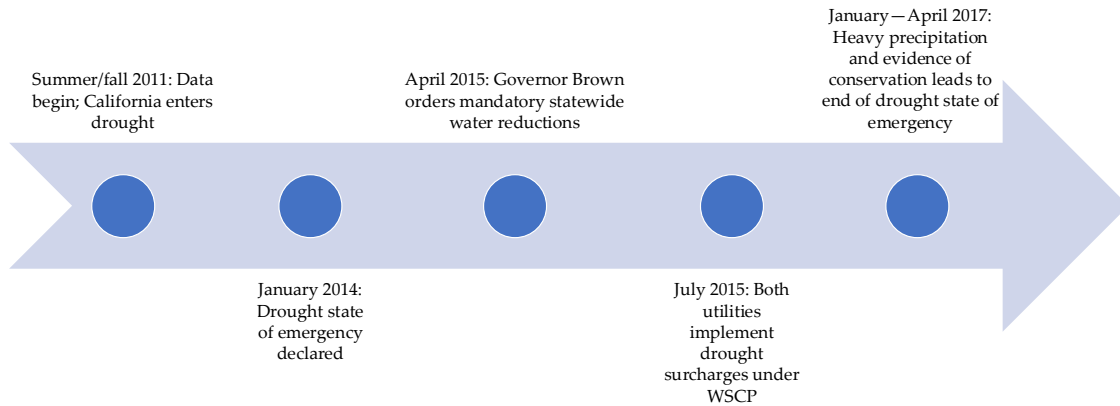 Summer/fall 2011: Data
begin; California enters
drought
January 2014:
Drought state
of emergency
declared
April 2015: Governor Brown
orders mandatory statewide
water reductions
July 2015: Both
utilities
implement
drought
surcharges under
WSCP
January—April 2017:
Heavy precipitation
and evidence of
conservation leads to
end of drought state of
emergency